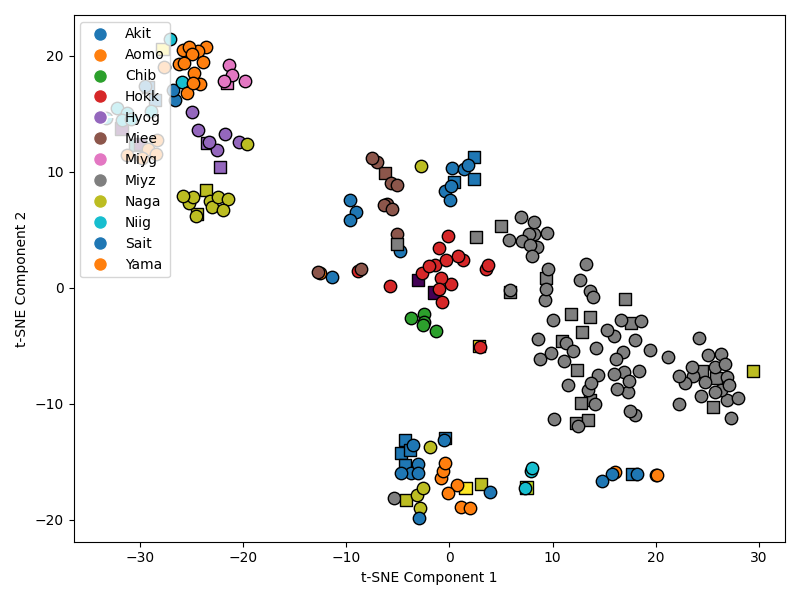 Akit
Aomo
Chib
Hokk
Hyog
Miee
Miyg
Miyz
Naga
Niig
Sait
Yama
20
10
0
−10
−20
−30
−20
−10
0
10
20
30
t-SNE Component 1
t-SNE Component 2